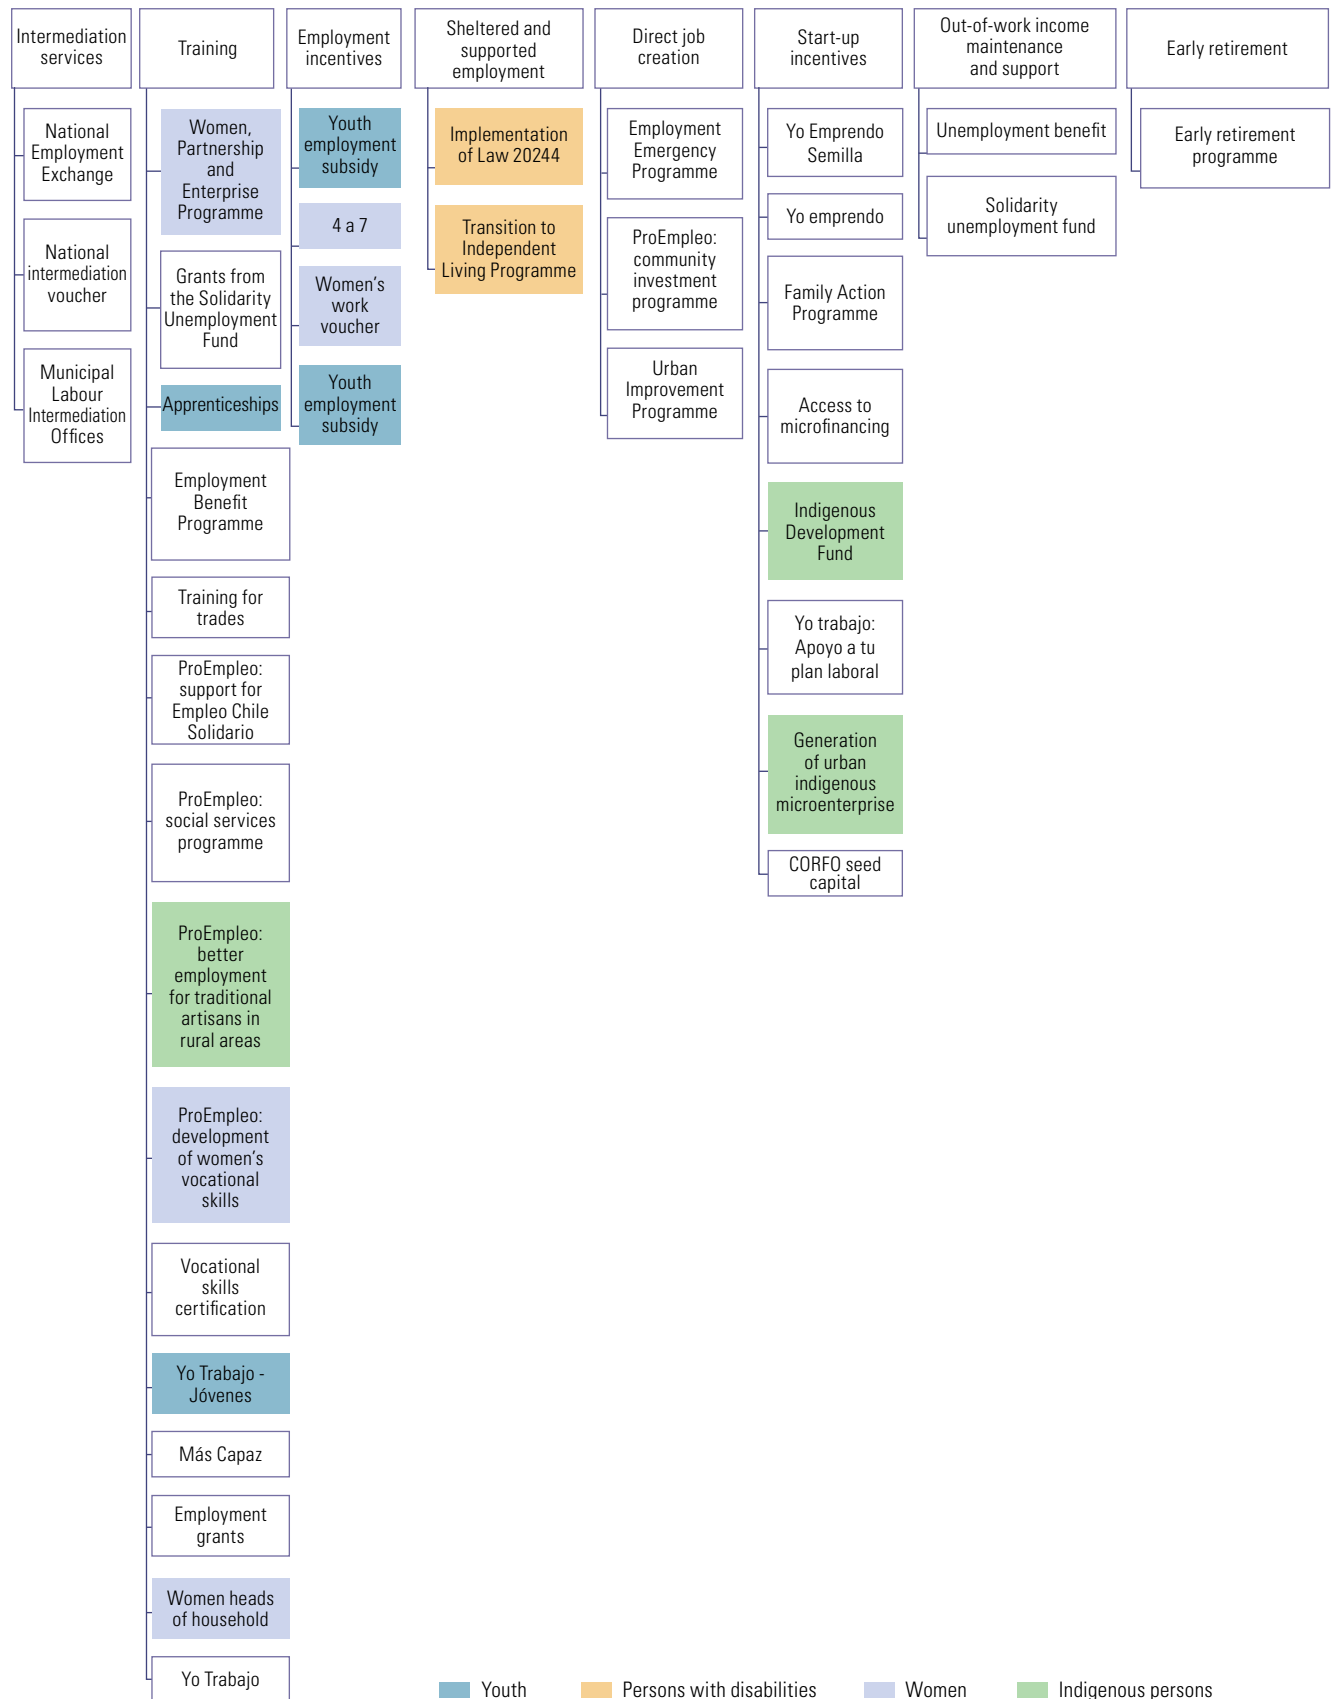 Intermediation
services
Training
Employment
incentives
Sheltered and
supported
employment
Direct job
creation
Start-up
incentives
Out-of-work income
maintenance
and support
Early retirement
National
Employment
Exchange
National
intermediation
voucher
Municipal
Labour
Intermediation
Offices
Women,
Partnership
and
Enterprise
Programme
Grants from
the Solidarity
Unemployment
Fund
Apprenticeships
Employment
Benefit
Programme
Training for
trades
ProEmpleo:
support for
Empleo Chile
Solidario
ProEmpleo:
social services
programme
ProEmpleo:
better
employment
for traditional
artisans in
rural areas
ProEmpleo:
development
of women's
vocational
skills
Vocational
skills
certification
Yo Trabajo -
Jóvenes
Más Capaz
Employment
grants
Women heads
of household
Yo Trabajo
Youth
employment
subsidy
4 a 7
Women's
work
voucher
Youth
employment
subsidy
Implementation
of Law 20244
Transition to
Independent
Living Programme
Employment
Emergency
Programme
ProEmpleo:
community
investment
programme
Urban
Improvement
Programme
Yo Emprendo
Semilla
Yo emprendo
Family Action
Programme
Access to
microfinancing
Indigenous
Development
Fund
Yo trabajo:
Apoyo a tu
plan laboral
Generation
of urban
indigenous
microenterprise
CORFO seed
capital
Unemployment benefit
Solidarity
unemployment fund
Early retirement
programme
Youth
Persons with disabilities
Women
Indigenous persons